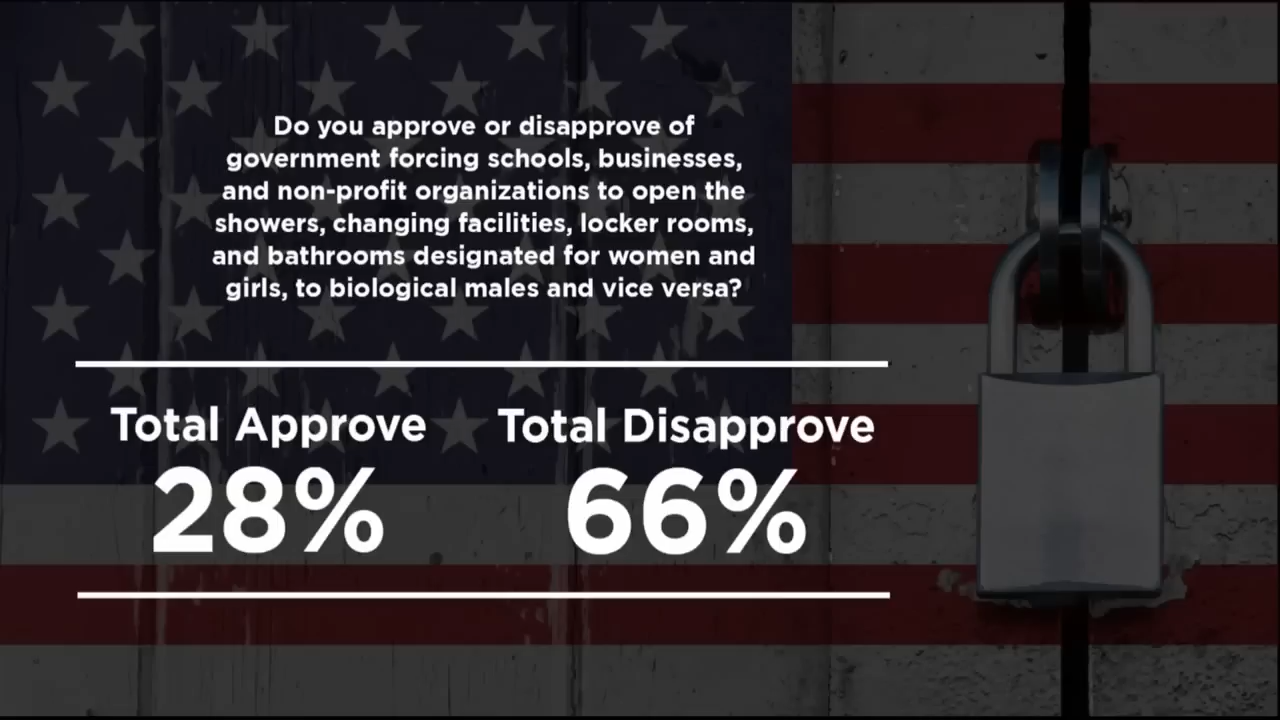 Do you approve or disapprove of
government forcing schools, businesses,
and non-profit organizations to open the
showers, changing facilities, locker rooms,
and bathrooms designated for women and
girls, to biological males and vice versa?
Total Approve Total Disapprove
28% 66%